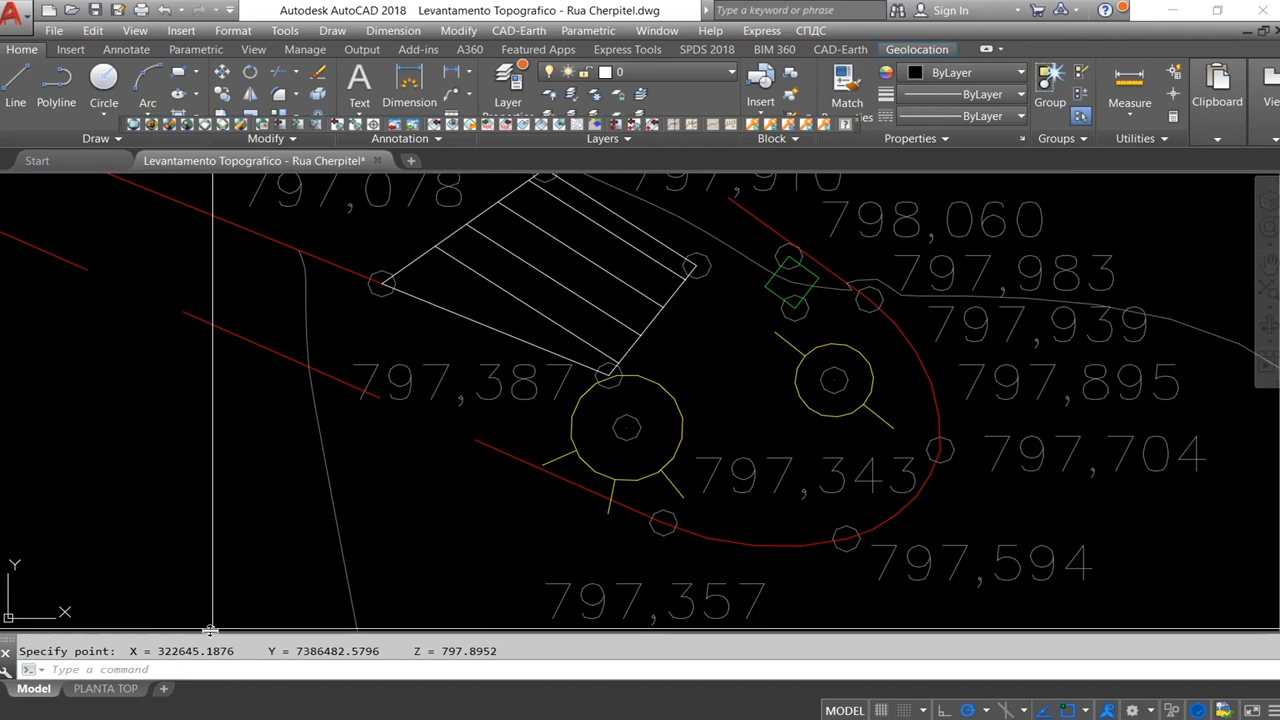 Autodesk AutoCAD 2018 Levantamento Topografico - Rua Cherpitel.dwg Type a keyword or phrase Sign In
File Edit View Insert Format Tools Draw Dimension Modify CAD-Earth Parametric Window Help Express СПДС
Home Insert Annotate Parametric View Manage Output Add-ins A360 Featured Apps Express Tools SPDS 2018 BIM 360 CAD-Earth Geolocation
0 ByLayer
ByLayer
ByLayer
Line Polyline Circle Arc Text Dimension Layer Insert Match Group Measure Clipboard
Draw Modify Annotation Layers Block Properties Groups Utilities
Start Levantamento Topografico - Rua Cherpitel*
797,078
797,910
798,060
797,983
797,939
797,387
797,895
797,704
797,343
797,594
797,357
Y
X
Specify point: X = 322645.1876 Y = 7386482.5796 Z = 797.8952
Type a command
Model PLANTA TOP
MODEL